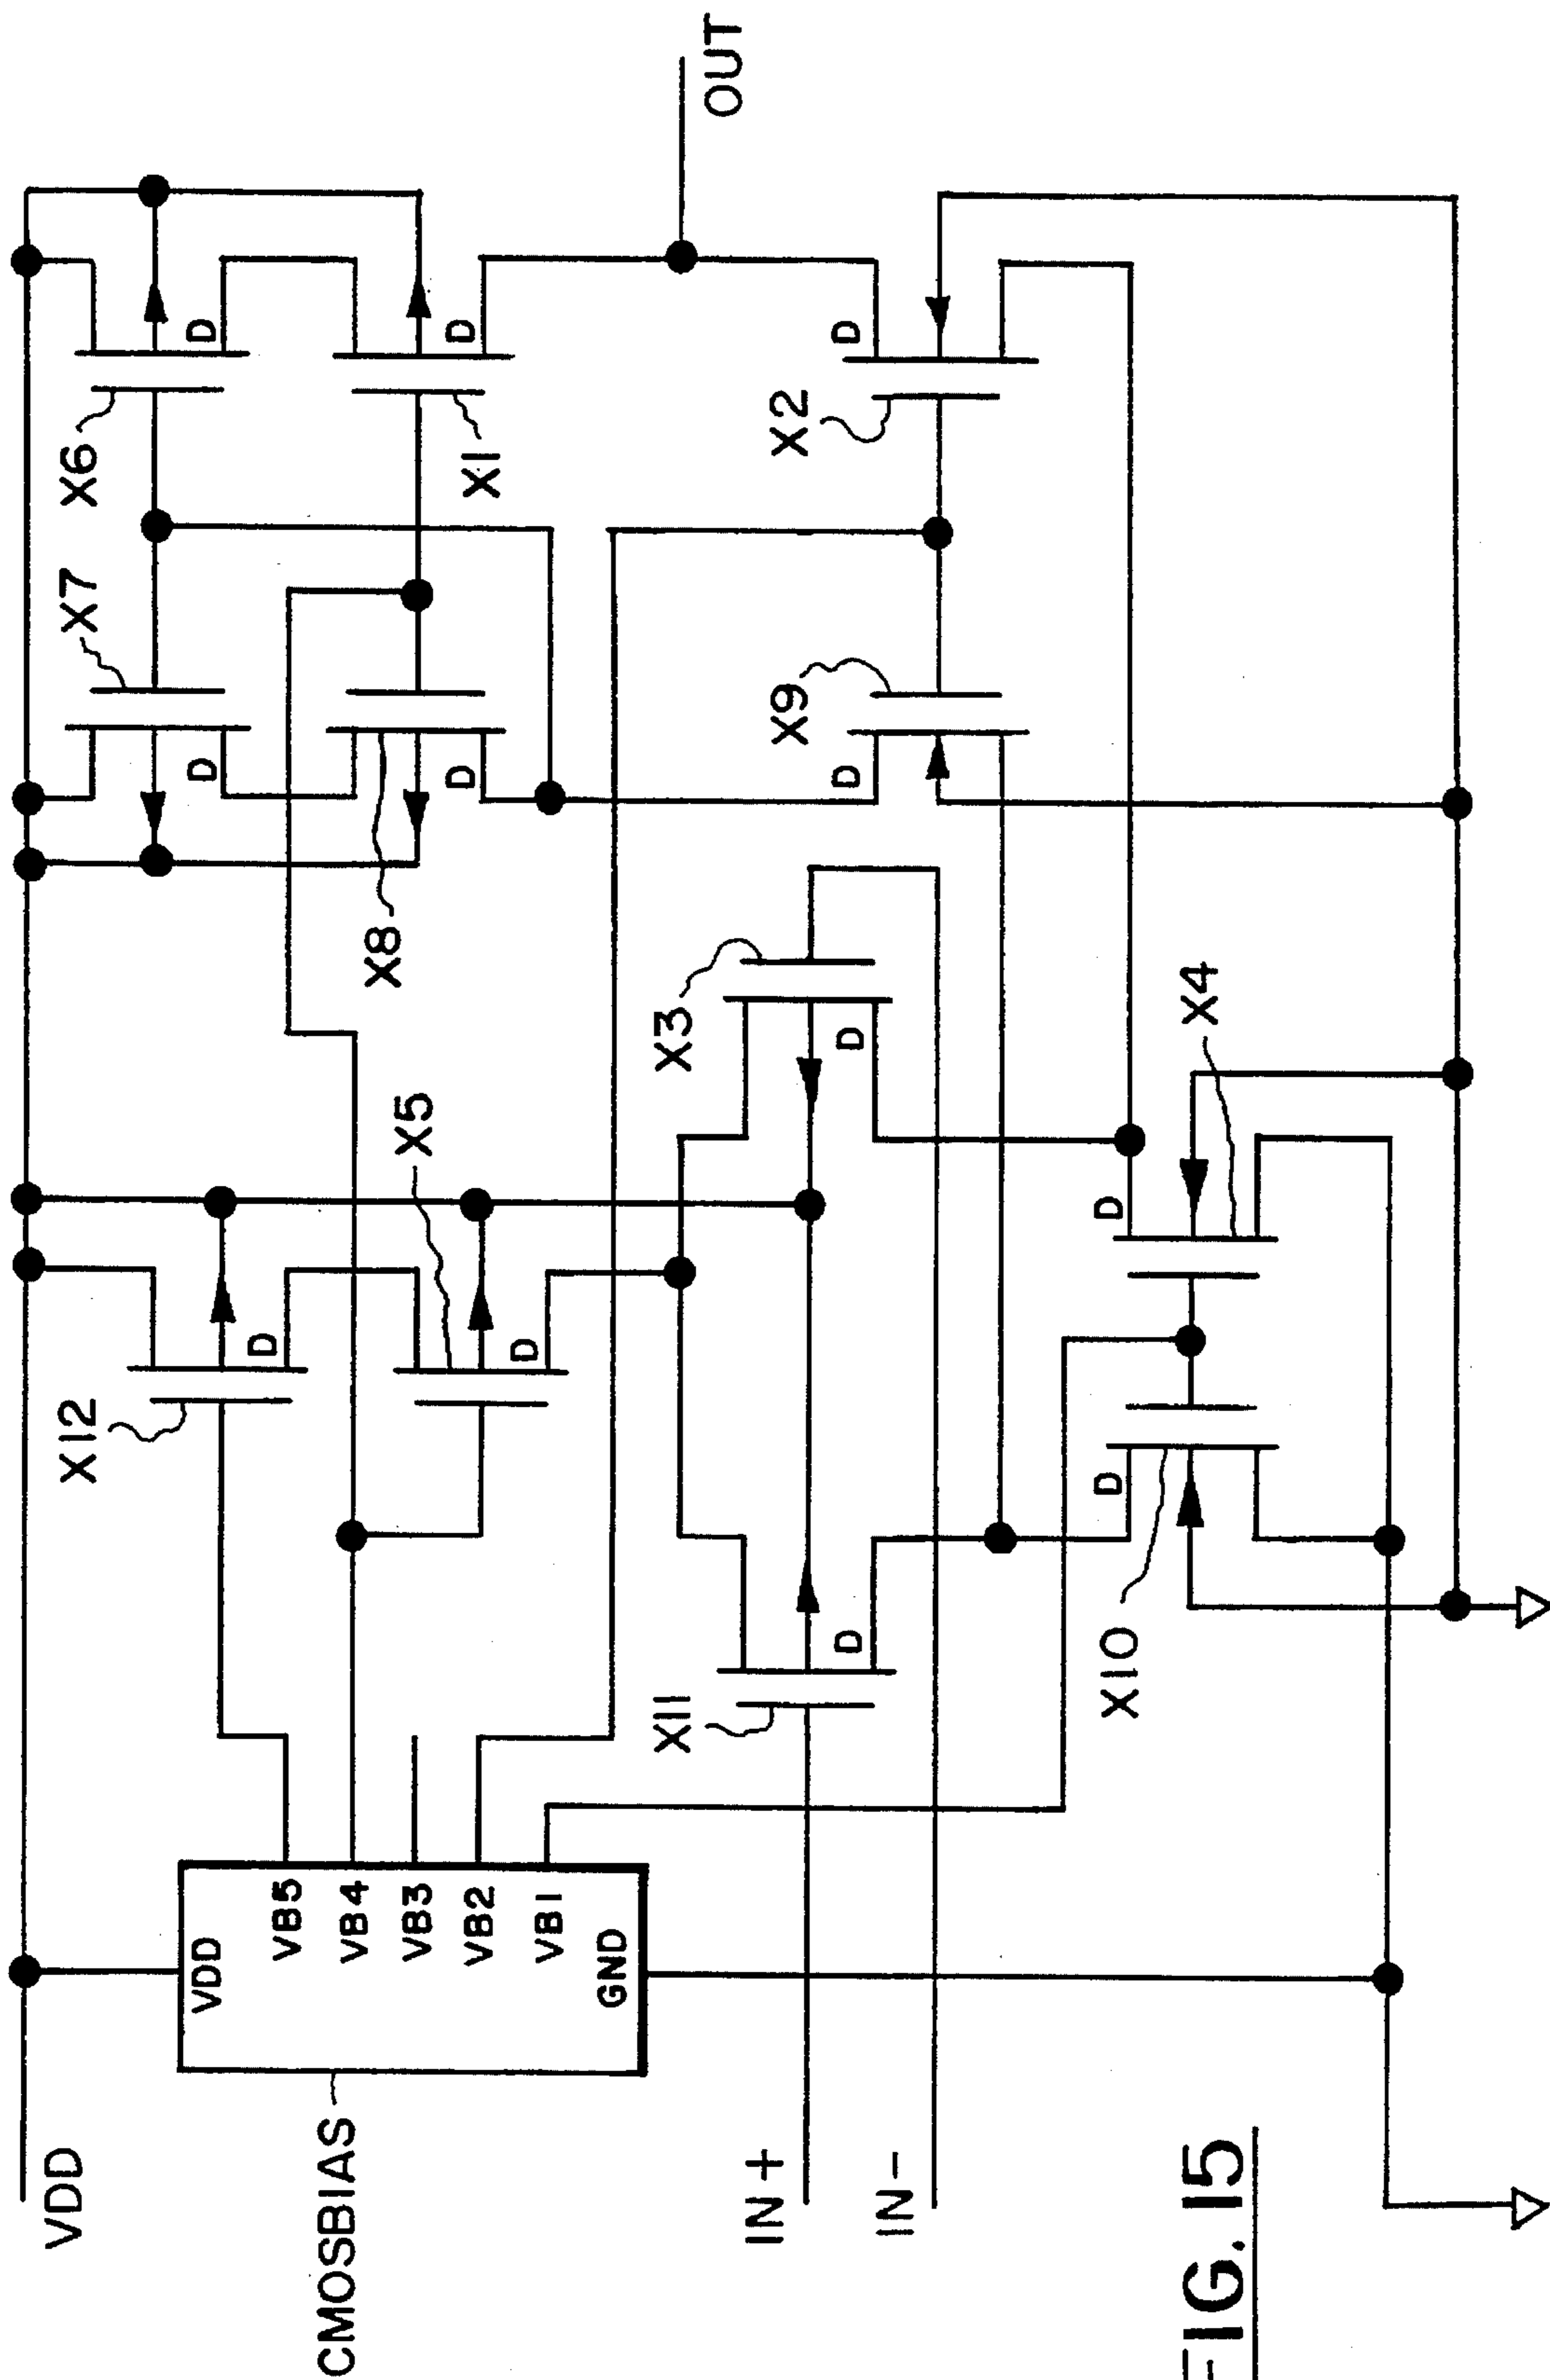 VDD
CMOSBIAS
VDD
VB5
VB4
VB3
VB2
VB1
GND
IN+
IN-
X12
D
X5
D
X11
D
X3
D
X10
D
X4
D
X7
D
X8
D
X9
D
X6
D
X1
D
X2
D
OUT
FIG. 15